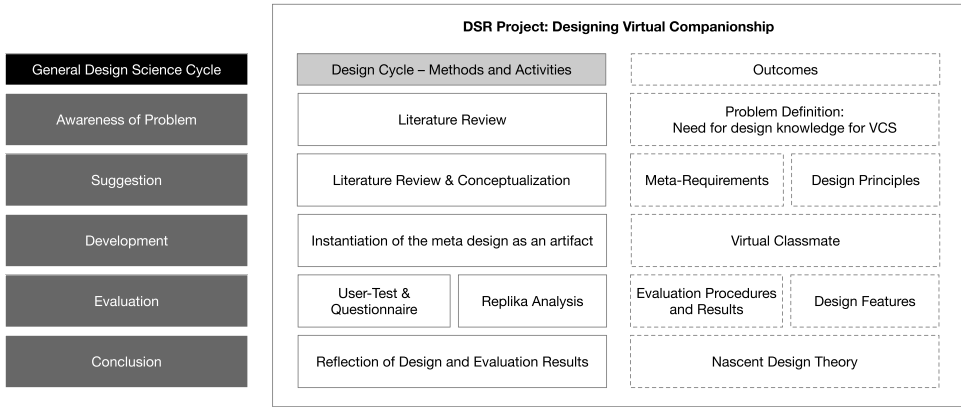 DSR Project: Designing Virtual Companionship
General Design Science Cycle
Design Cycle – Methods and Activities
Outcomes
Awareness of Problem
Literature Review
Problem Definition:
Need for design knowledge for VCS
Suggestion
Literature Review & Conceptualization
Meta-Requirements
Design Principles
Development
Instantiation of the meta design as an artifact
Virtual Classmate
Evaluation
User-Test &
Questionnaire
Replika Analysis
Evaluation Procedures
and Results
Design Features
Conclusion
Reflection of Design and Evaluation Results
Nascent Design Theory